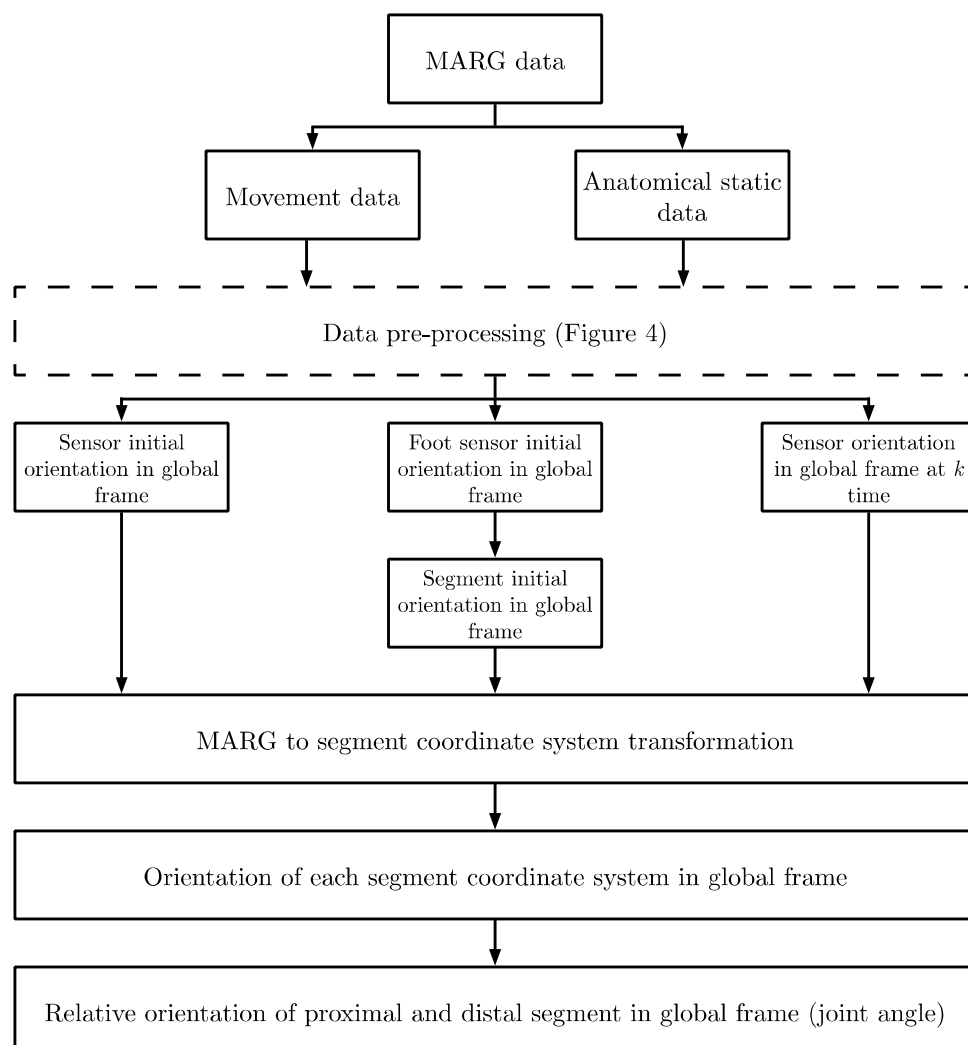 MARG data
Movement data
Anatomical static
data
Data pre-processing (Figure 4)
Sensor initial
orientation in global
frame
Foot sensor initial
orientation in global
frame
Sensor orientation
in global frame at k
time
Segment initial
orientation in global
frame
MARG to segment coordinate system transformation
Orientation of each segment coordinate system in global frame
Relative orientation of proximal and distal segment in global frame (joint angle)